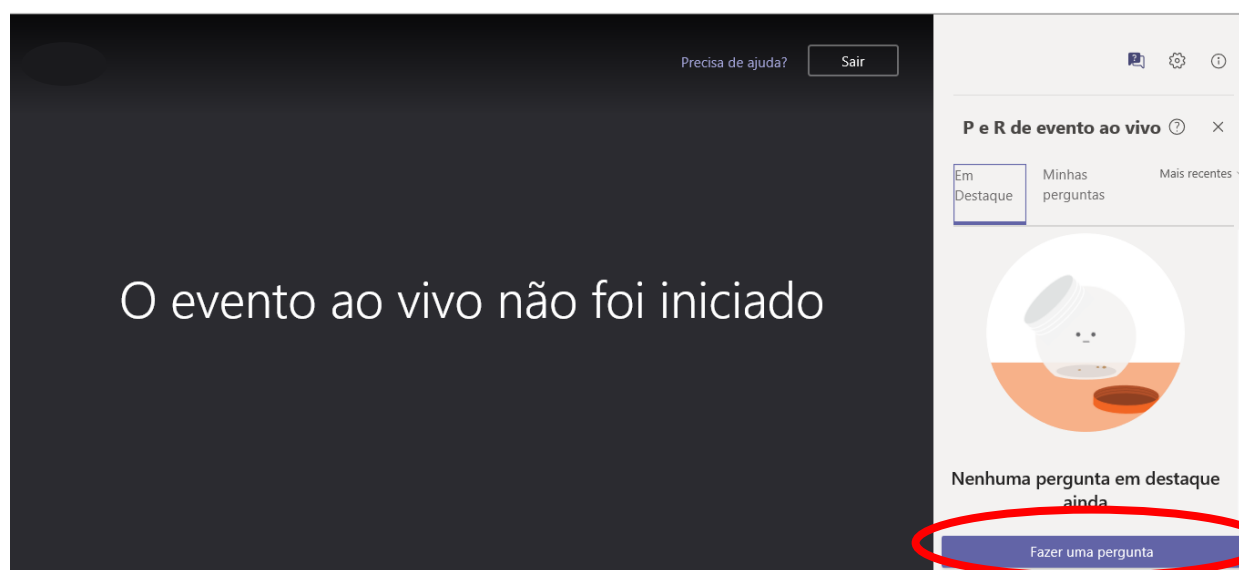 Precisa de ajuda?
Sair
O evento ao vivo não foi iniciado
P e R de evento ao vivo
Em
Destaque
Minhas
perguntas
Mais recentes
Nenhuma pergunta em destaque
ainda
Fazer uma pergunta